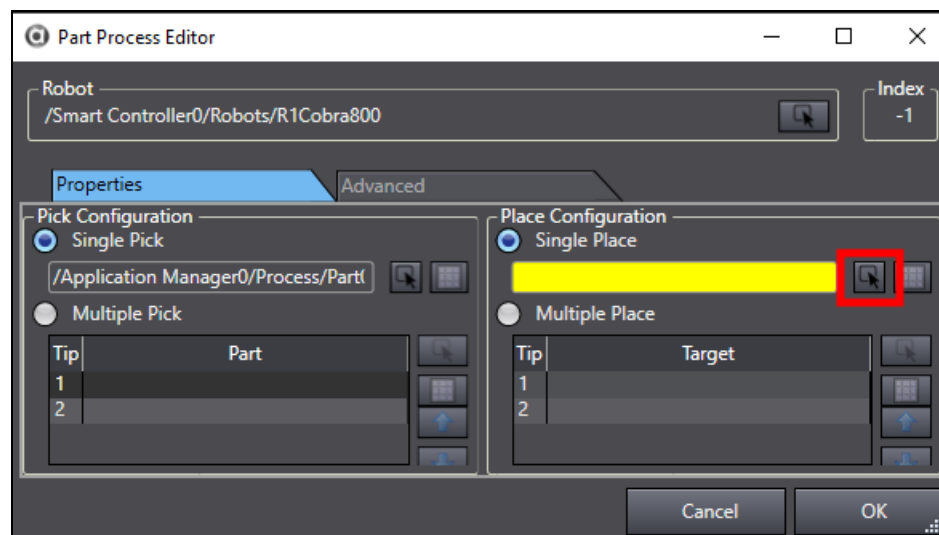 Part Process Editor
Robot
/Smart Controller0/Robots/R1Cobra800
Index
-1
Properties
Advanced
Pick Configuration
Single Pick
/Application Manager0/Process/Part(
Multiple Pick
Tip Part
1
2
Place Configuration
Single Place
Multiple Place
Tip Target
1
2
Cancel
OK